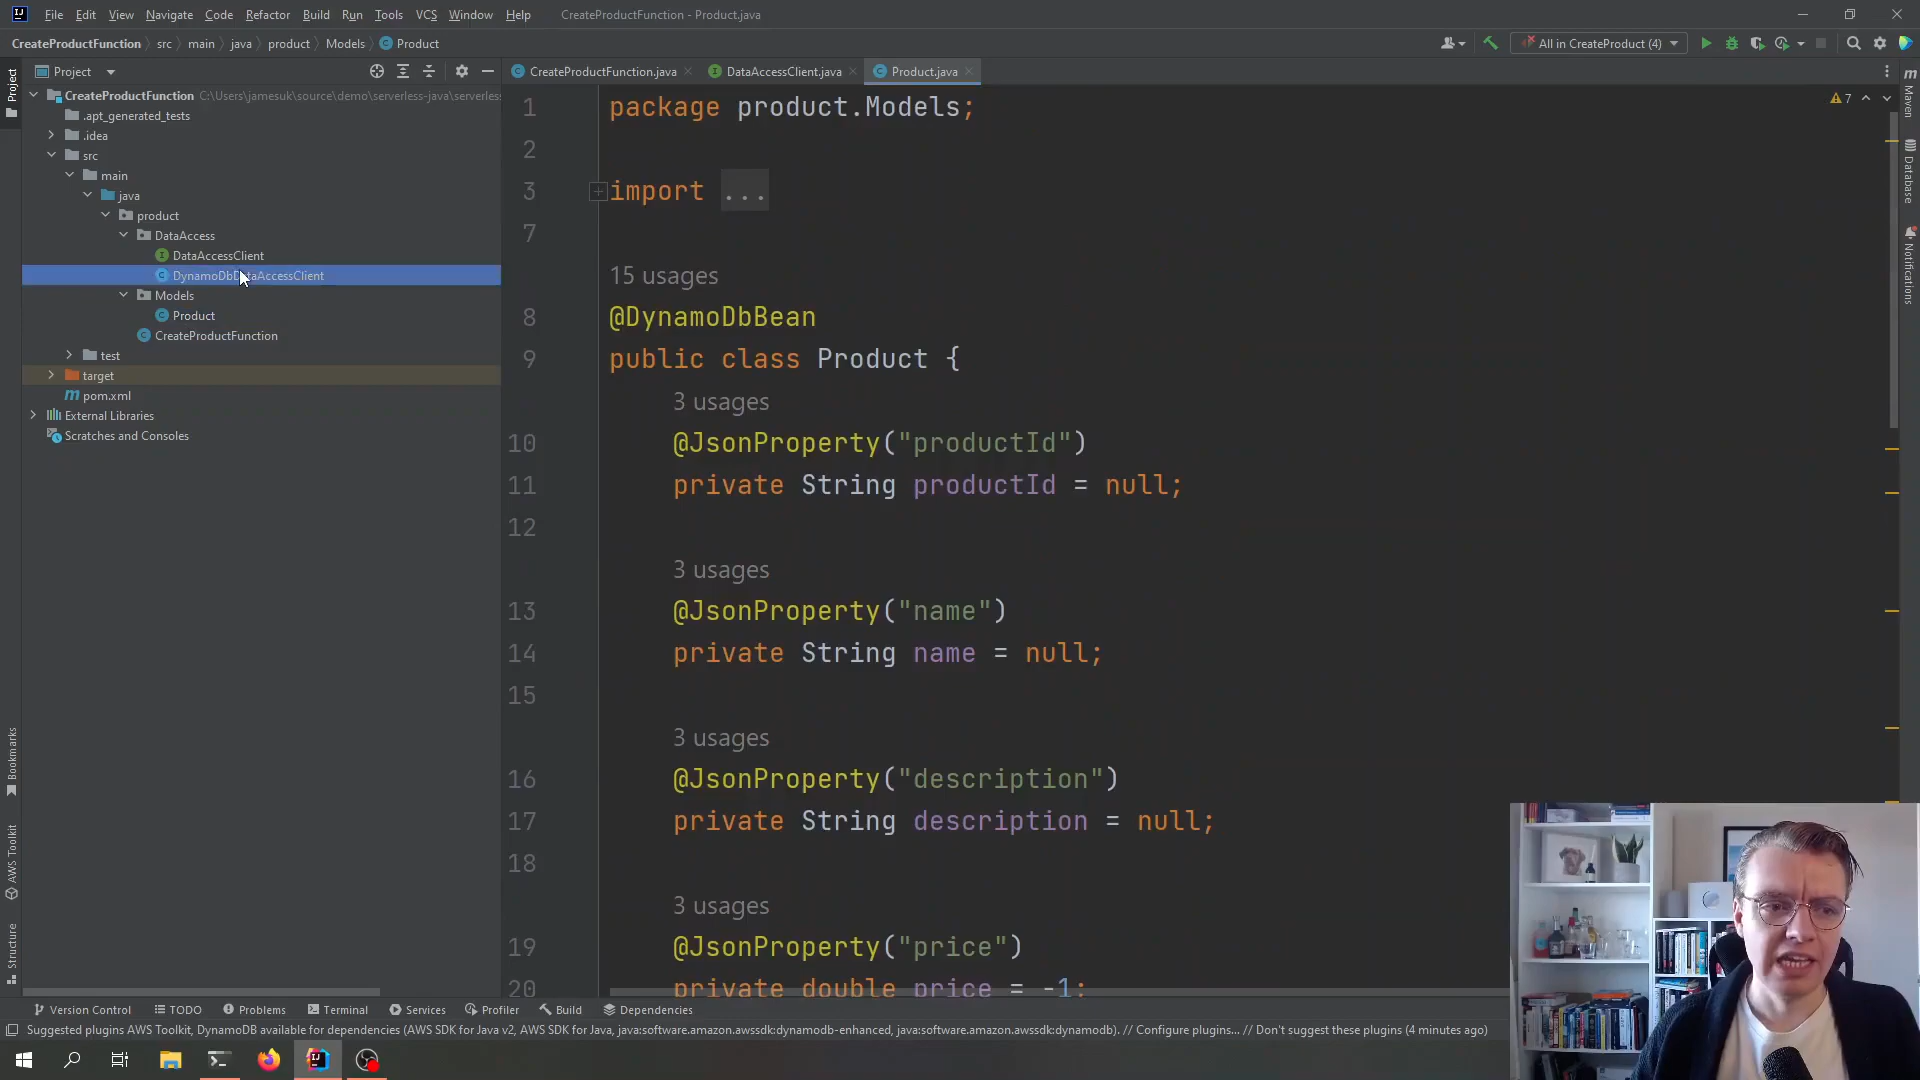 File Edit View Navigate Code Refactor Build Run Tools VCS Window Help CreateProductFunction - Product.java
CreateProductFunction src main java product Models Product
All in CreateProduct (4)
Project
CreateProductFunction.java DataAccessClient.java Product.java
CreateProductFunction C:\Users\jamesuk\source\demo\serverless-java\serverless
.apt_generated_tests
.idea
src
main
java
product
DataAccess
DataAccessClient
DynamoDbDataAccessClient
Models
Product
CreateProductFunction
test
target
pom.xml
External Libraries
Scratches and Consoles
1 package product.Models;
2
3 import ...
7
15 usages
8 @DynamoDbBean
9 public class Product {
3 usages
10 @JsonProperty("productId")
11 private String productId = null;
12
3 usages
13 @JsonProperty("name")
14 private String name = null;
15
3 usages
16 @JsonProperty("description")
17 private String description = null;
18
3 usages
19 @JsonProperty("price")
20 private double price = -1;
7
Project
Bookmarks
AWS Toolkit
Structure
Maven
Database
Notifications
Version Control TODO Problems Terminal Services Profiler Build Dependencies
Suggested plugins AWS Toolkit, DynamoDB available for dependencies (AWS SDK for Java v2, AWS SDK for Java, java:software.amazon.awssdk:dynamodb-enhanced, java:software.amazon.awssdk:dynamodb). // Configure plugins... // Don't suggest these plugins (4 minutes ago)